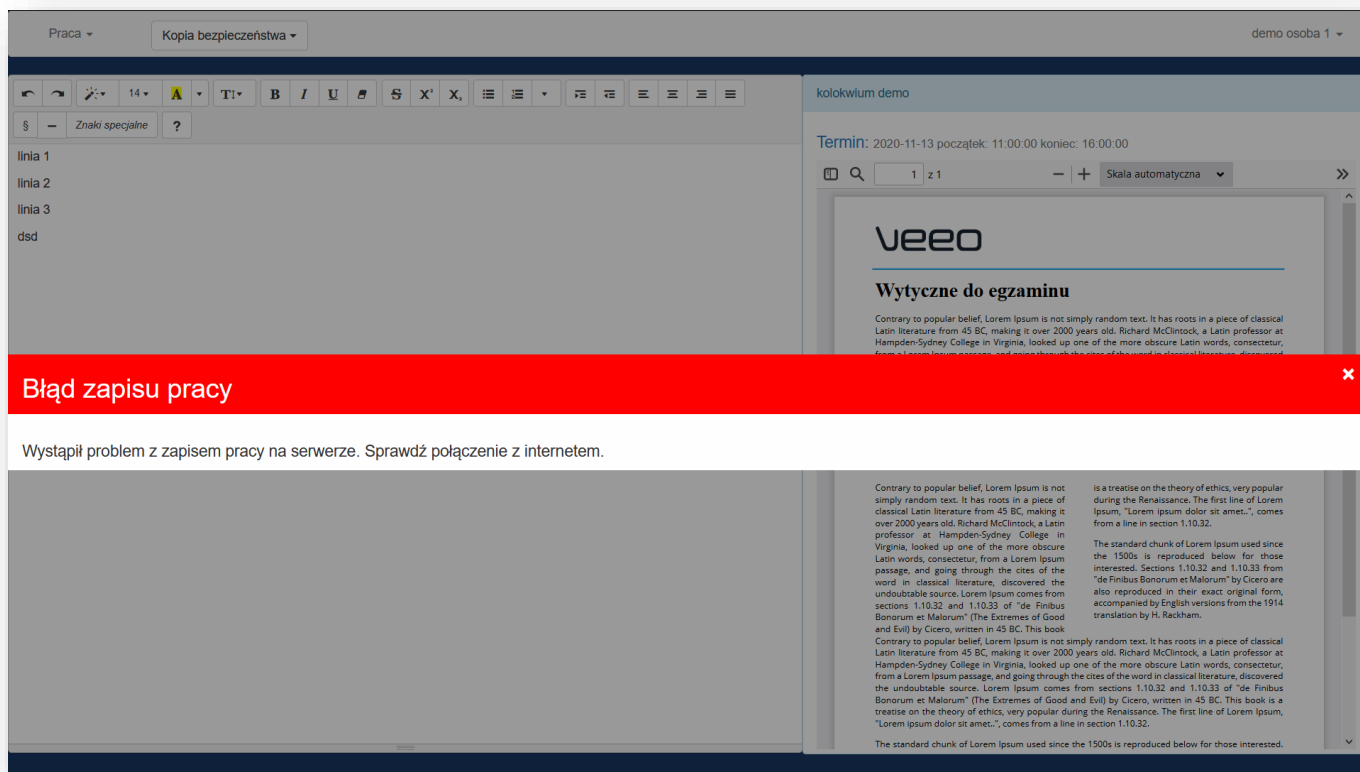 Praca
Kopia bezpieczeństwa
demo osoba 1
14
A
T
B
I
U
S
X²
X₂
§
Znaki specjalne
?
linia 1
linia 2
linia 3
dsd
kolokwium demo
Termin: 2020-11-13 początek: 11:00:00 koniec: 16:00:00
1 z 1
Skala automatyczna
veeo
Wytyczne do egzaminu
Contrary to popular belief, Lorem Ipsum is not simply random text. It has roots in a piece of classical
Latin literature from 45 BC, making it over 2000 years old. Richard McClintock, a Latin professor at
Hampden-Sydney College in Virginia, looked up one of the more obscure Latin words, consectetur,
from a Lorem Ipsum passage, and going through the cites of the word in classical literature, discovered
Błąd zapisu pracy
Wystąpił problem z zapisem pracy na serwerze. Sprawdź połączenie z internetem.
Contrary to popular belief, Lorem Ipsum is not
simply random text. It has roots in a piece of
classical Latin literature from 45 BC, making it
over 2000 years old. Richard McClintock, a Latin
professor at Hampden-Sydney College in
Virginia, looked up one of the more obscure
Latin words, consectetur, from a Lorem Ipsum
passage, and going through the cites of the
word in classical literature, discovered the
undoubtable source. Lorem Ipsum comes from
sections 1.10.32 and 1.10.33 of "de Finibus
Bonorum et Malorum" (The Extremes of Good
and Evil) by Cicero, written in 45 BC. This book
is a treatise on the theory of ethics, very popular
during the Renaissance. The first line of Lorem
Ipsum, "Lorem ipsum dolor sit amet..", comes
from a line in section 1.10.32.
The standard chunk of Lorem Ipsum used since
the 1500s is reproduced below for those
interested. Sections 1.10.32 and 1.10.33 from
"de Finibus Bonorum et Malorum" by Cicero are
also reproduced in their exact original form,
accompanied by English versions from the 1914
translation by H. Rackham.
Contrary to popular belief, Lorem Ipsum is not simply random text. It has roots in a piece of classical
Latin literature from 45 BC, making it over 2000 years old. Richard McClintock, a Latin professor at
Hampden-Sydney College in Virginia, looked up one of the more obscure Latin words, consectetur,
from a Lorem Ipsum passage, and going through the cites of the word in classical literature, discovered
the undoubtable source. Lorem Ipsum comes from sections 1.10.32 and 1.10.33 of "de Finibus
Bonorum et Malorum" (The Extremes of Good and Evil) by Cicero, written in 45 BC. This book is a
treatise on the theory of ethics, very popular during the Renaissance. The first line of Lorem Ipsum,
"Lorem ipsum dolor sit amet..", comes from a line in section 1.10.32.
The standard chunk of Lorem Ipsum used since the 1500s is reproduced below for those interested.